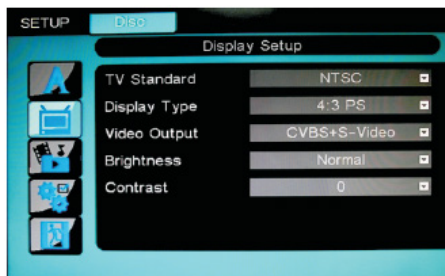 SETUP Disc
Display Setup
TV Standard NTSC
Display Type 4:3 PS
Video Output CVBS+S-Video
Brightness Normal
Contrast 0
A